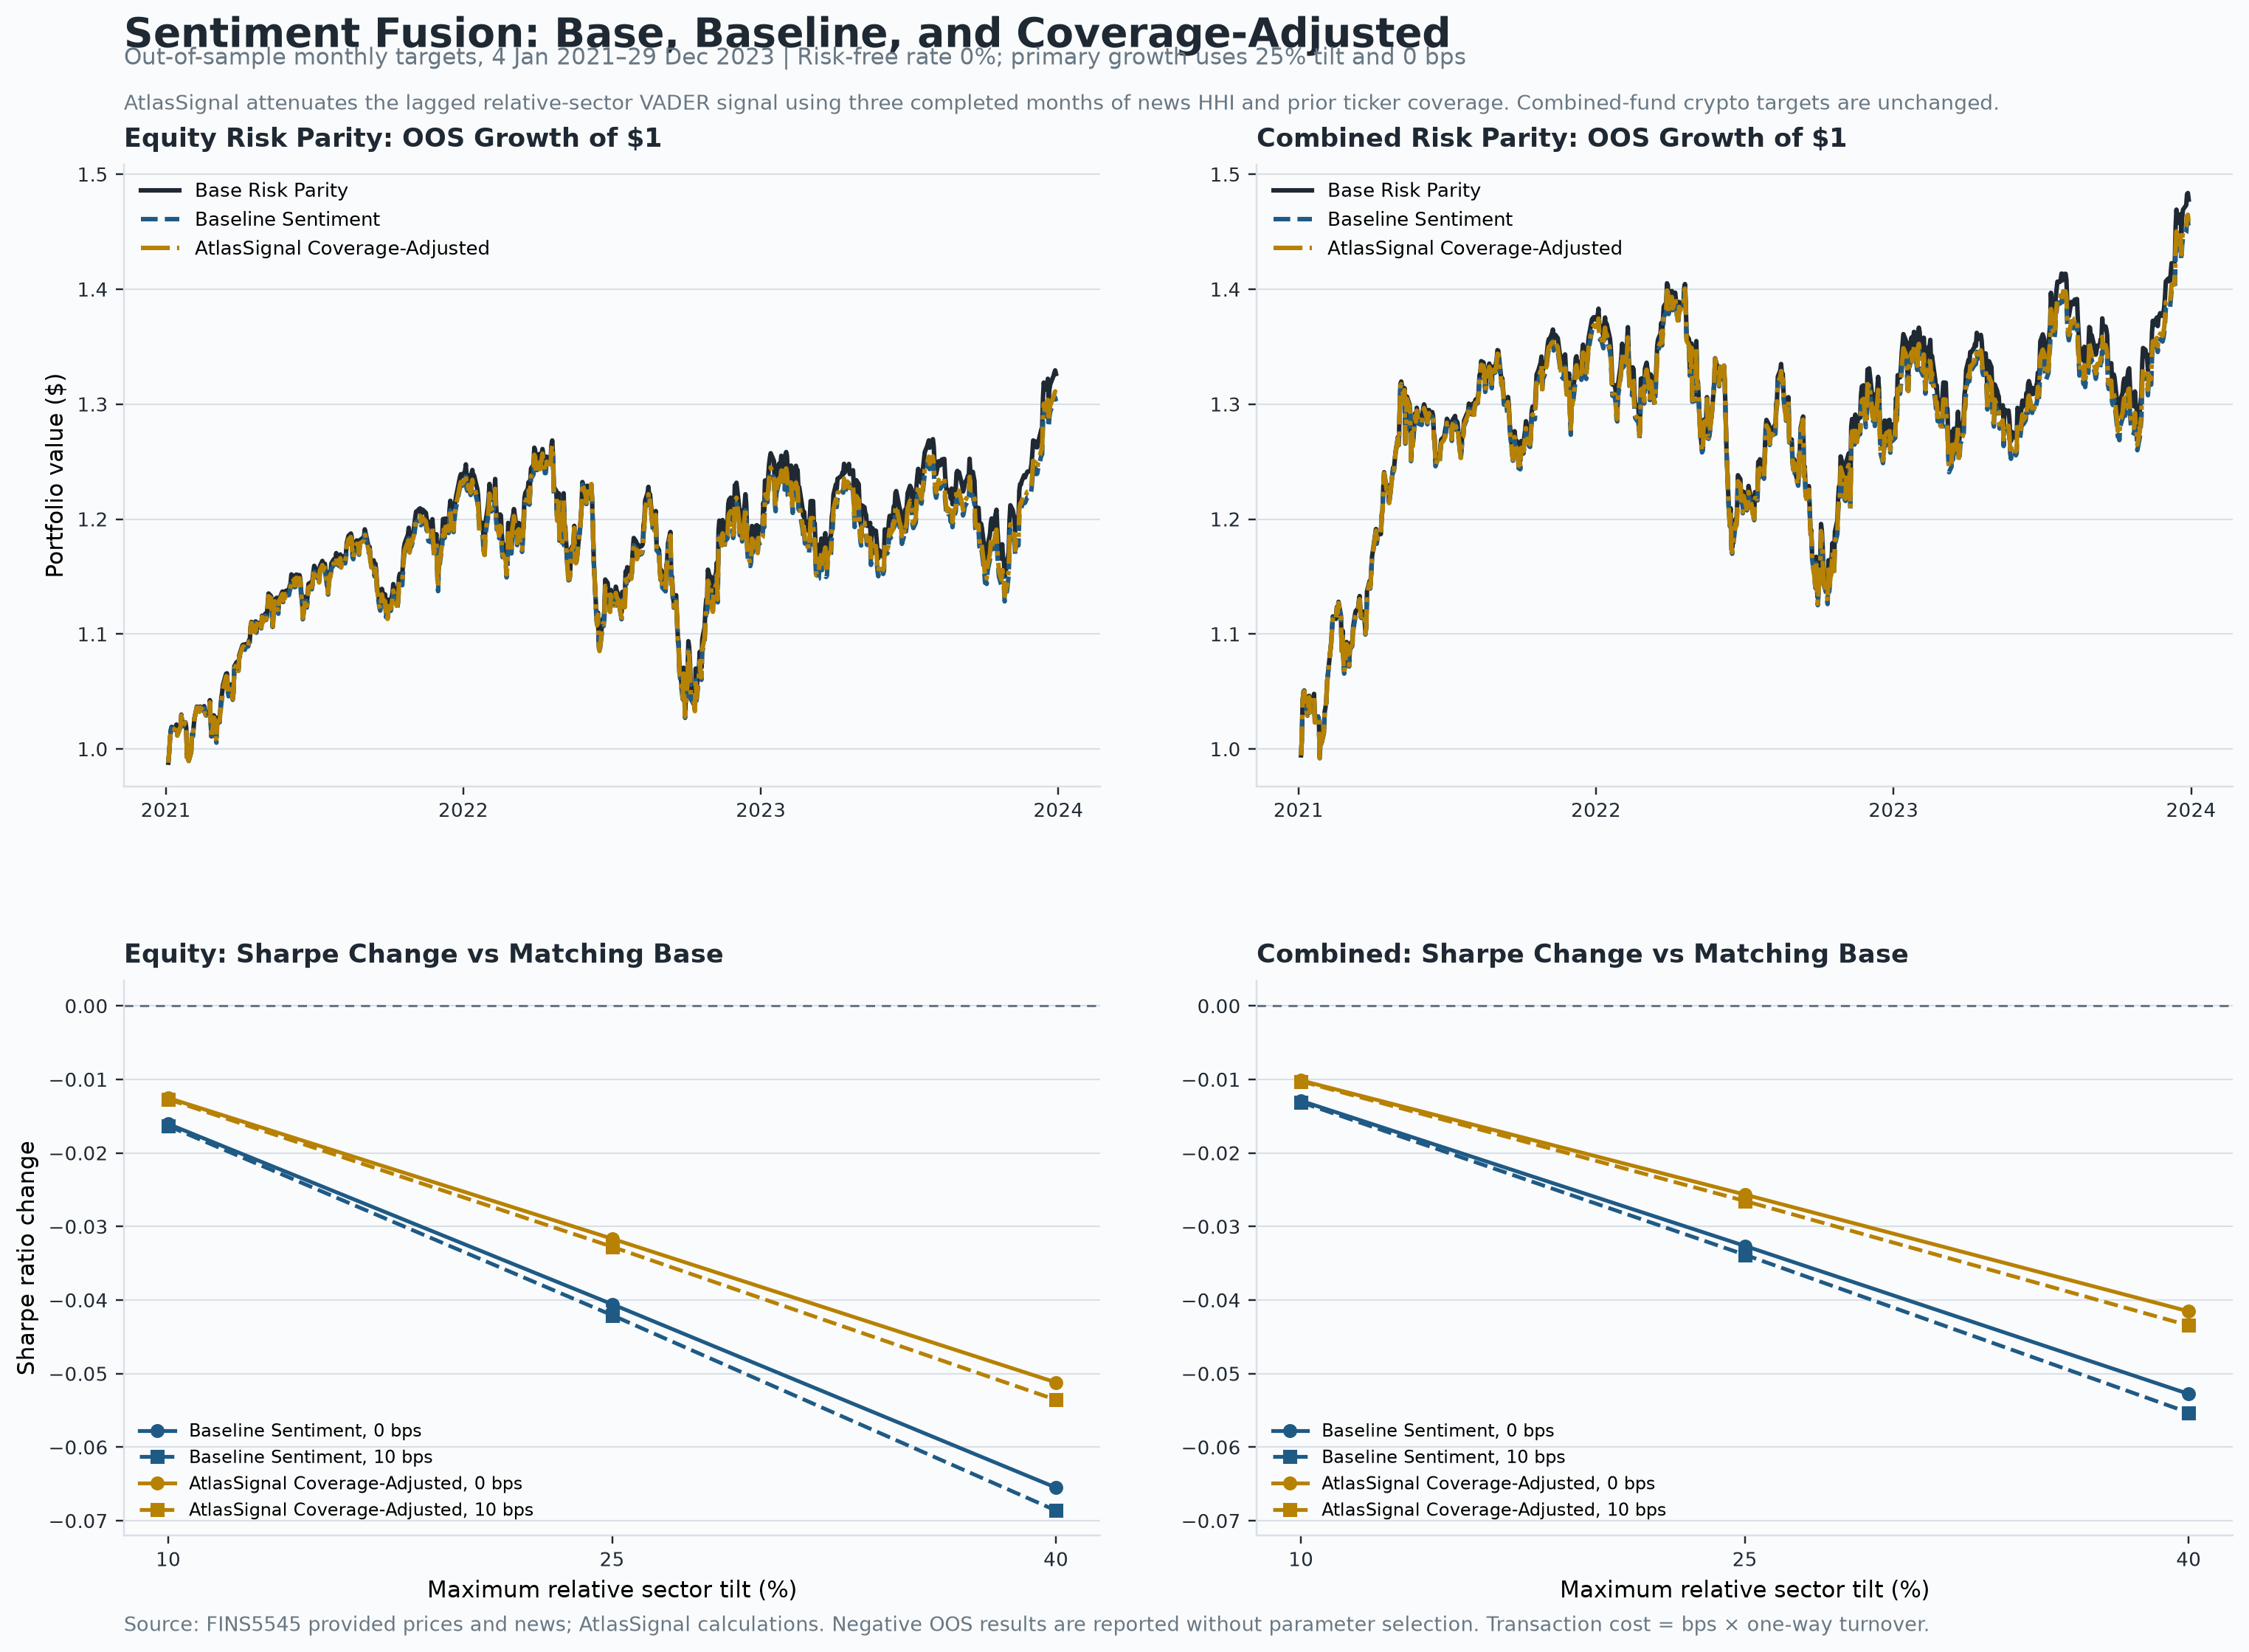 Sentiment Fusion: Base, Baseline, and Coverage-Adjusted
Out-of-sample monthly targets, 4 Jan 2021–29 Dec 2023 | Risk-free rate 0%; primary growth uses 25% tilt and 0 bps
AtlasSignal attenuates the lagged relative-sector VADER signal using three completed months of news HHI and prior ticker coverage. Combined-fund crypto targets are unchanged.
Equity Risk Parity: OOS Growth of $1
1.5
1.4
1.3
1.2
1.1
1.0
Portfolio value ($)
Base Risk Parity
Baseline Sentiment
AtlasSignal Coverage-Adjusted
2021
2022
2023
2024
Combined Risk Parity: OOS Growth of $1
1.5
1.4
1.3
1.2
1.1
1.0
Base Risk Parity
Baseline Sentiment
AtlasSignal Coverage-Adjusted
2021
2022
2023
2024
Equity: Sharpe Change vs Matching Base
0.00
−0.01
−0.02
−0.03
−0.04
−0.05
−0.06
−0.07
Sharpe ratio change
Baseline Sentiment, 0 bps
Baseline Sentiment, 10 bps
AtlasSignal Coverage-Adjusted, 0 bps
AtlasSignal Coverage-Adjusted, 10 bps
10
25
40
Maximum relative sector tilt (%)
Combined: Sharpe Change vs Matching Base
0.00
−0.01
−0.02
−0.03
−0.04
−0.05
−0.06
−0.07
Baseline Sentiment, 0 bps
Baseline Sentiment, 10 bps
AtlasSignal Coverage-Adjusted, 0 bps
AtlasSignal Coverage-Adjusted, 10 bps
10
25
40
Maximum relative sector tilt (%)
Source: FINS5545 provided prices and news; AtlasSignal calculations. Negative OOS results are reported without parameter selection. Transaction cost = bps × one-way turnover.